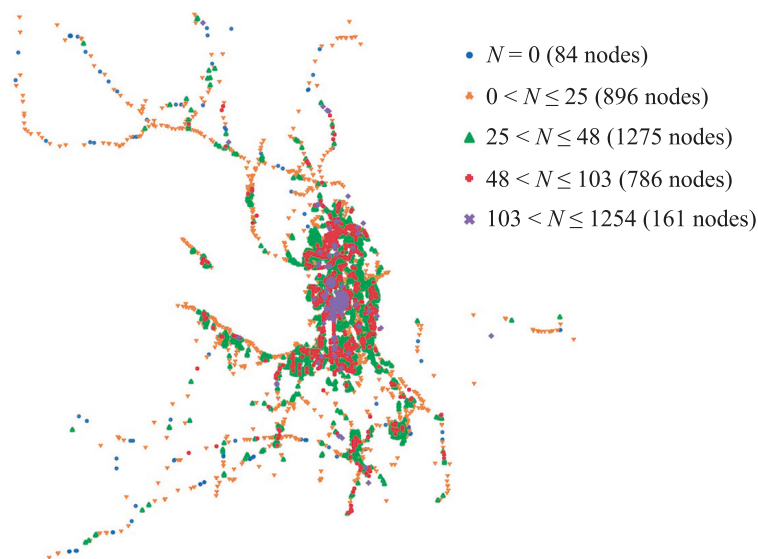 N = 0 (84 nodes)
0 < N ≤ 25 (896 nodes)
25 < N ≤ 48 (1275 nodes)
48 < N ≤ 103 (786 nodes)
103 < N ≤ 1254 (161 nodes)